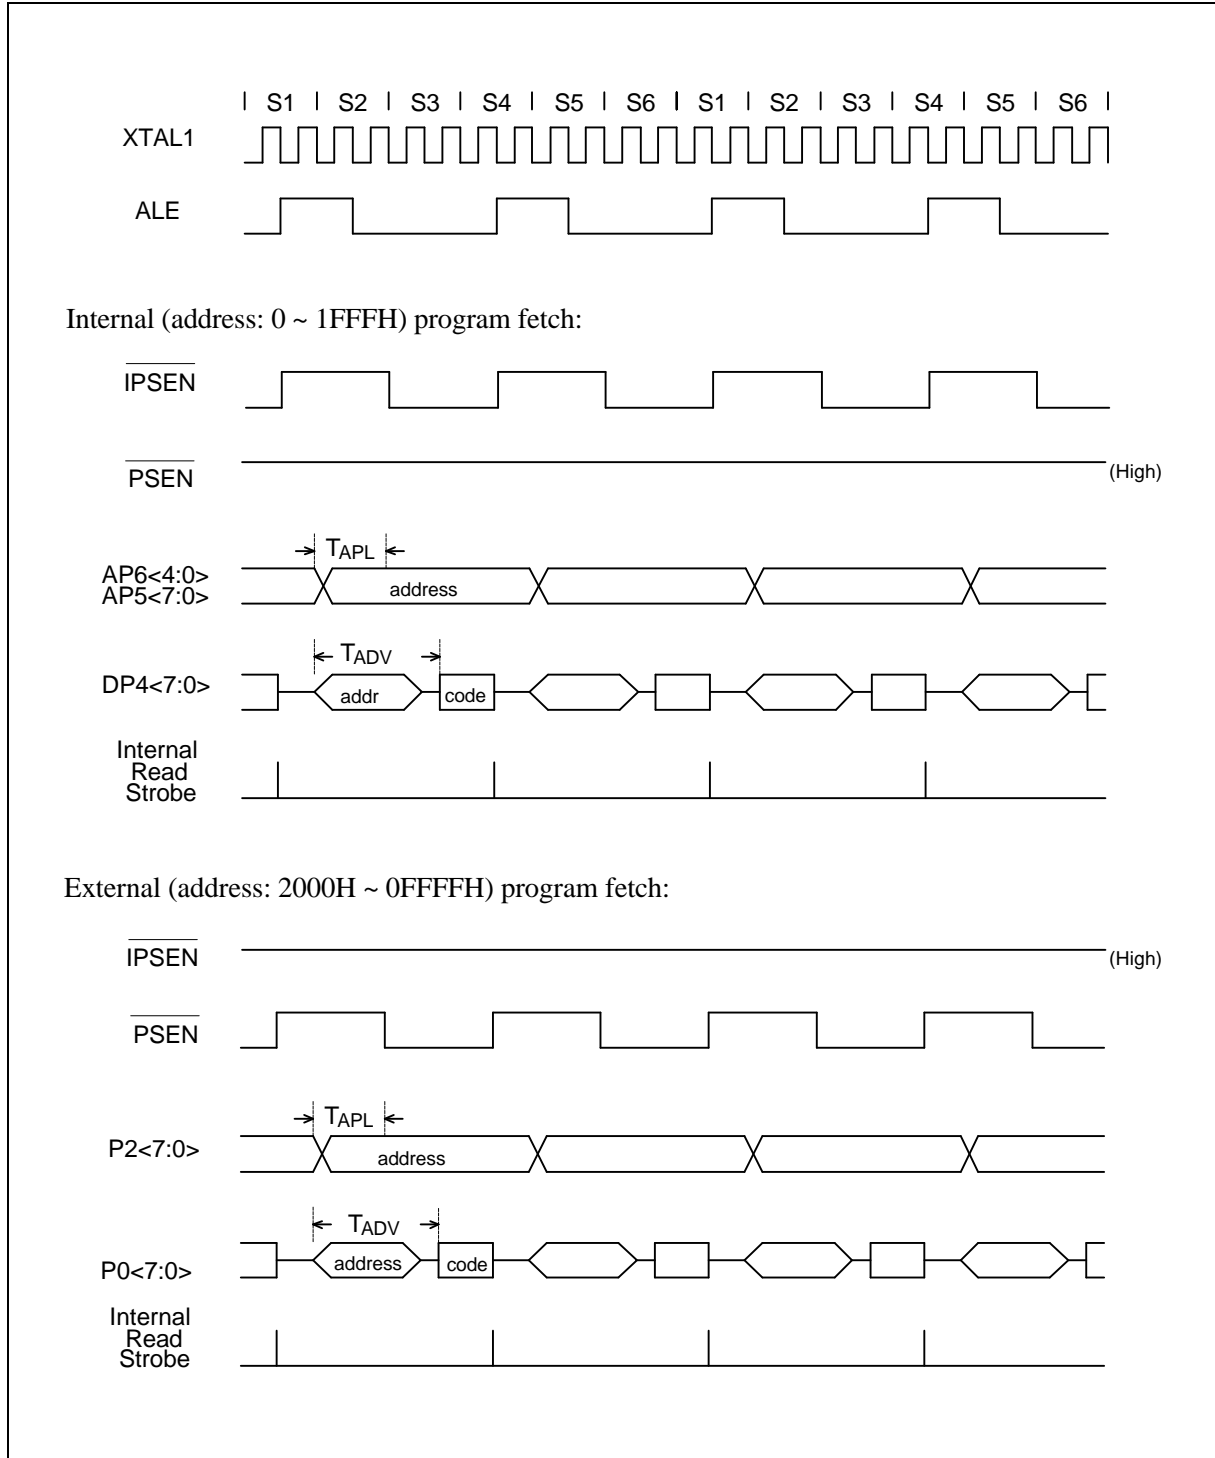 | S1 | S2 | S3 | S4 | S5 | S6 | S1 | S2 | S3 | S4 | S5 | S6 |
XTAL1
ALE
Internal (address: 0 ~ 1FFFH) program fetch:
IPSEN
PSEN
(High)
TAPL
AP6<4:0>
AP5<7:0>
address
TADV
DP4<7:0>
addr
code
Internal
Read
Strobe
External (address: 2000H ~ 0FFFFH) program fetch:
IPSEN
(High)
PSEN
TAPL
P2<7:0>
address
TADV
P0<7:0>
address
code
Internal
Read
Strobe